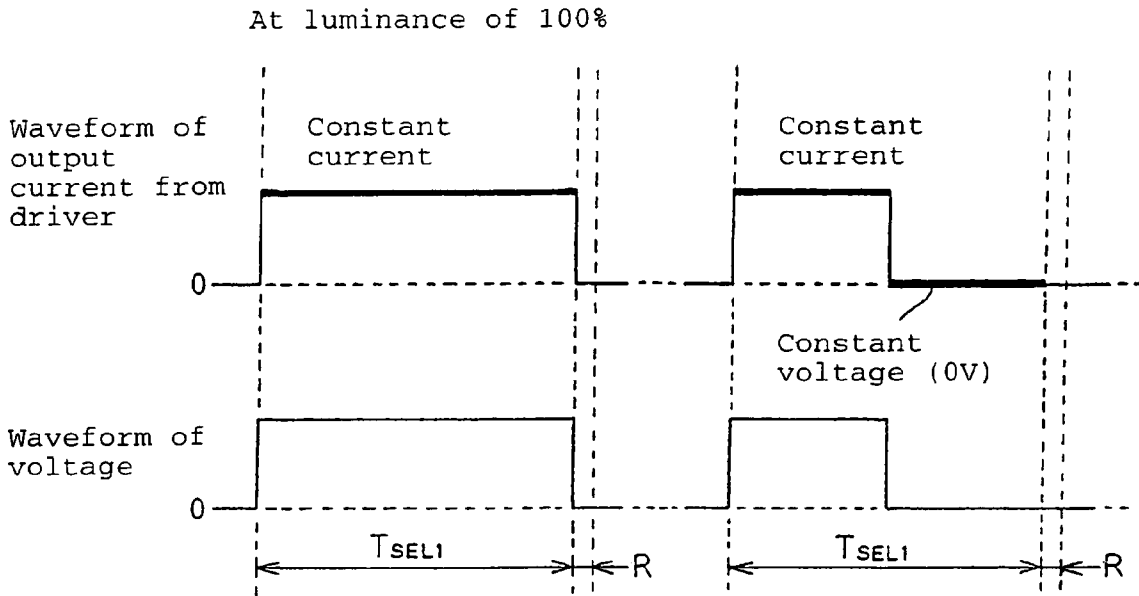 At luminance of 100%
Waveform of
output
current from
driver
Constant
current
Constant
current
0
Constant
voltage (0V)
Waveform of
voltage
0
TSEL1
R
TSEL1
R